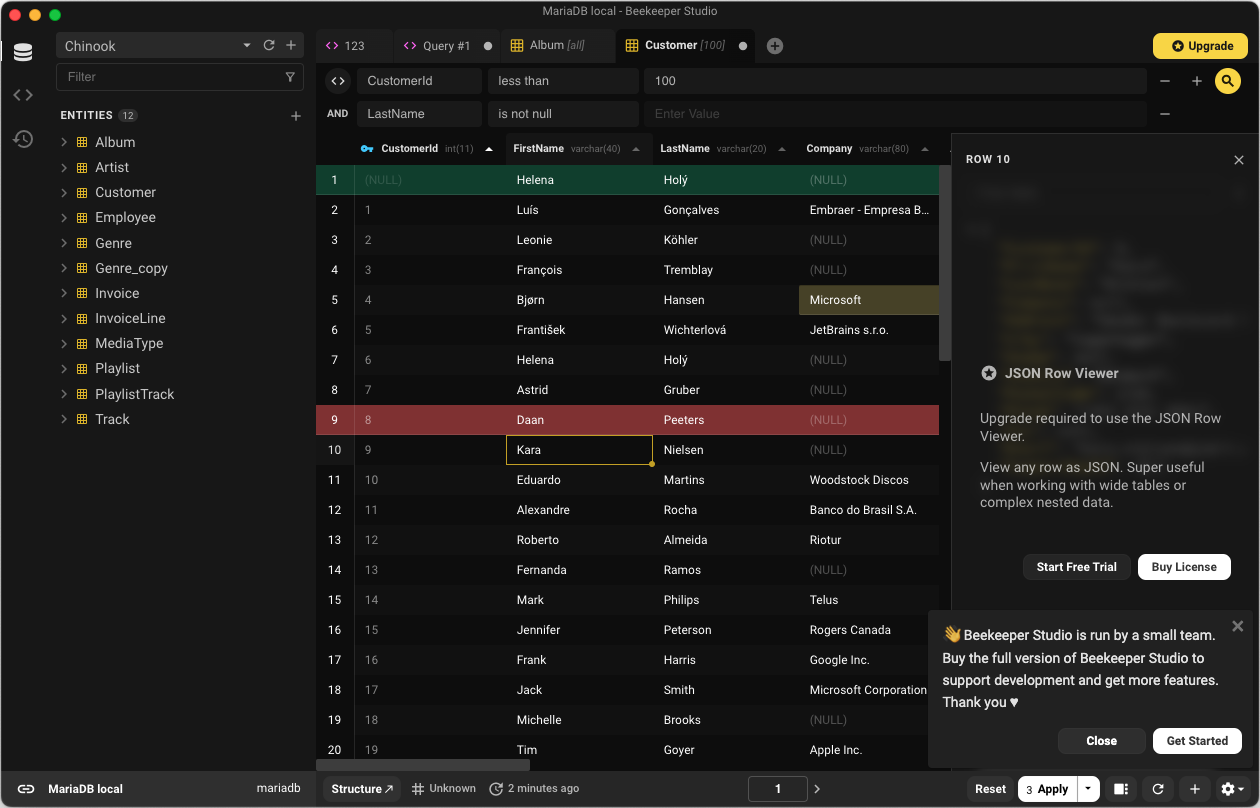 MariaDB local - Beekeeper Studio
Chinook
Filter
ENTITIES 12
Album
Artist
Customer
Employee
Genre
Genre_copy
Invoice
InvoiceLine
MediaType
Playlist
PlaylistTrack
Track
123
Query #1
Album [all]
Customer [100]
Upgrade
CustomerId less than 100
AND LastName is not null Enter Value
CustomerId int(11) FirstName varchar(40) LastName varchar(20) Company varchar(80)
1 (NULL) Helena Holý (NULL)
2 1 Luís Gonçalves Embraer - Empresa B...
3 2 Leonie Köhler (NULL)
4 3 François Tremblay (NULL)
5 4 Bjørn Hansen Microsoft
6 5 František Wichterlová JetBrains s.r.o.
7 6 Helena Holý (NULL)
8 7 Astrid Gruber (NULL)
9 8 Daan Peeters (NULL)
10 9 Kara Nielsen (NULL)
11 10 Eduardo Martins Woodstock Discos
12 11 Alexandre Rocha Banco do Brasil S.A.
13 12 Roberto Almeida Riotur
14 13 Fernanda Ramos (NULL)
15 14 Mark Philips Telus
16 15 Jennifer Peterson Rogers Canada
17 16 Frank Harris Google Inc.
18 17 Jack Smith Microsoft Corporation
19 18 Michelle Brooks (NULL)
20 19 Tim Goyer Apple Inc.
ROW 10
JSON Row Viewer
Upgrade required to use the JSON Row
Viewer.
View any row as JSON. Super useful
when working with wide tables or
complex nested data.
Start Free Trial Buy License
👋 Beekeeper Studio is run by a small team.
Buy the full version of Beekeeper Studio to
support development and get more features.
Thank you ♥
Close Get Started
MariaDB local mariadb Structure Unknown 2 minutes ago 1 Reset 3 Apply